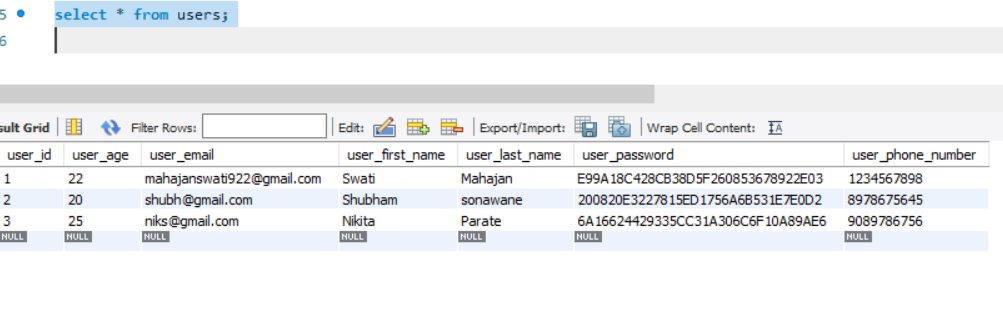 5 select * from users;
6
sult Grid Filter Rows: Edit: Export/Import: Wrap Cell Content: IA
user_id user_age user_email user_first_name user_last_name user_password user_phone_number
1 22 mahajanswati922@gmail.com Swati Mahajan E99A18C428CB38D5F260853678922E03 1234567898
2 20 shubh@gmail.com Shubham sonawane 200820E3227815ED1756A6B531E7E0D2 8978675645
3 25 niks@gmail.com Nikita Parate 6A16624429335CC31A306C6F10A89AE6 9089786756
NULL NULL NULL NULL NULL NULL NULL